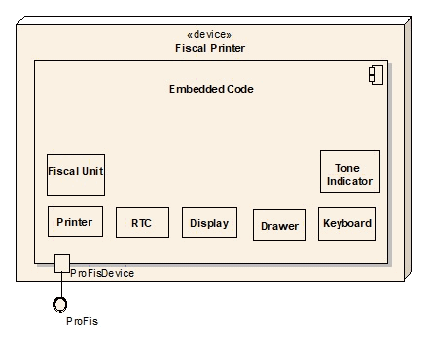 «device»
Fiscal Printer
Embedded Code
Fiscal Unit
Tone
Indicator
Printer
RTC
Display
Drawer
Keyboard
ProFisDevice
ProFis